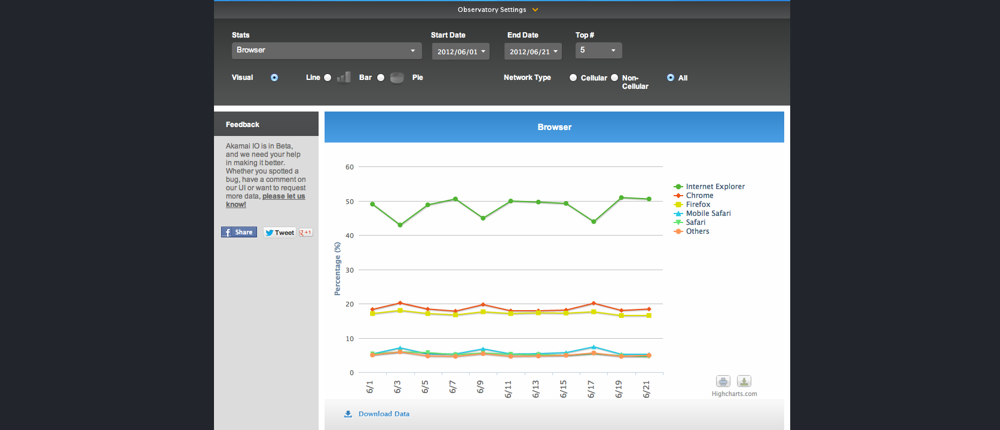 Observatory Settings
Stats
Start Date
End Date
Top #
Browser
2012/06/01
2012/06/21
5
Visual
Line
Bar
Pie
Network Type
Cellular
Non-
Cellular
All
Feedback
Akamai IO is in Beta,
and we need your help
in making it better.
Whether you spotted a
bug, have a comment on
our UI or want to request
more data, please let us
know!
Share
Tweet
+1
Browser
60
50
40
30
20
10
0
Percentage (%)
6/1
6/3
6/5
6/7
6/9
6/11
6/13
6/15
6/17
6/19
6/21
Internet Explorer
Chrome
Firefox
Mobile Safari
Safari
Others
Highcharts.com
Download Data